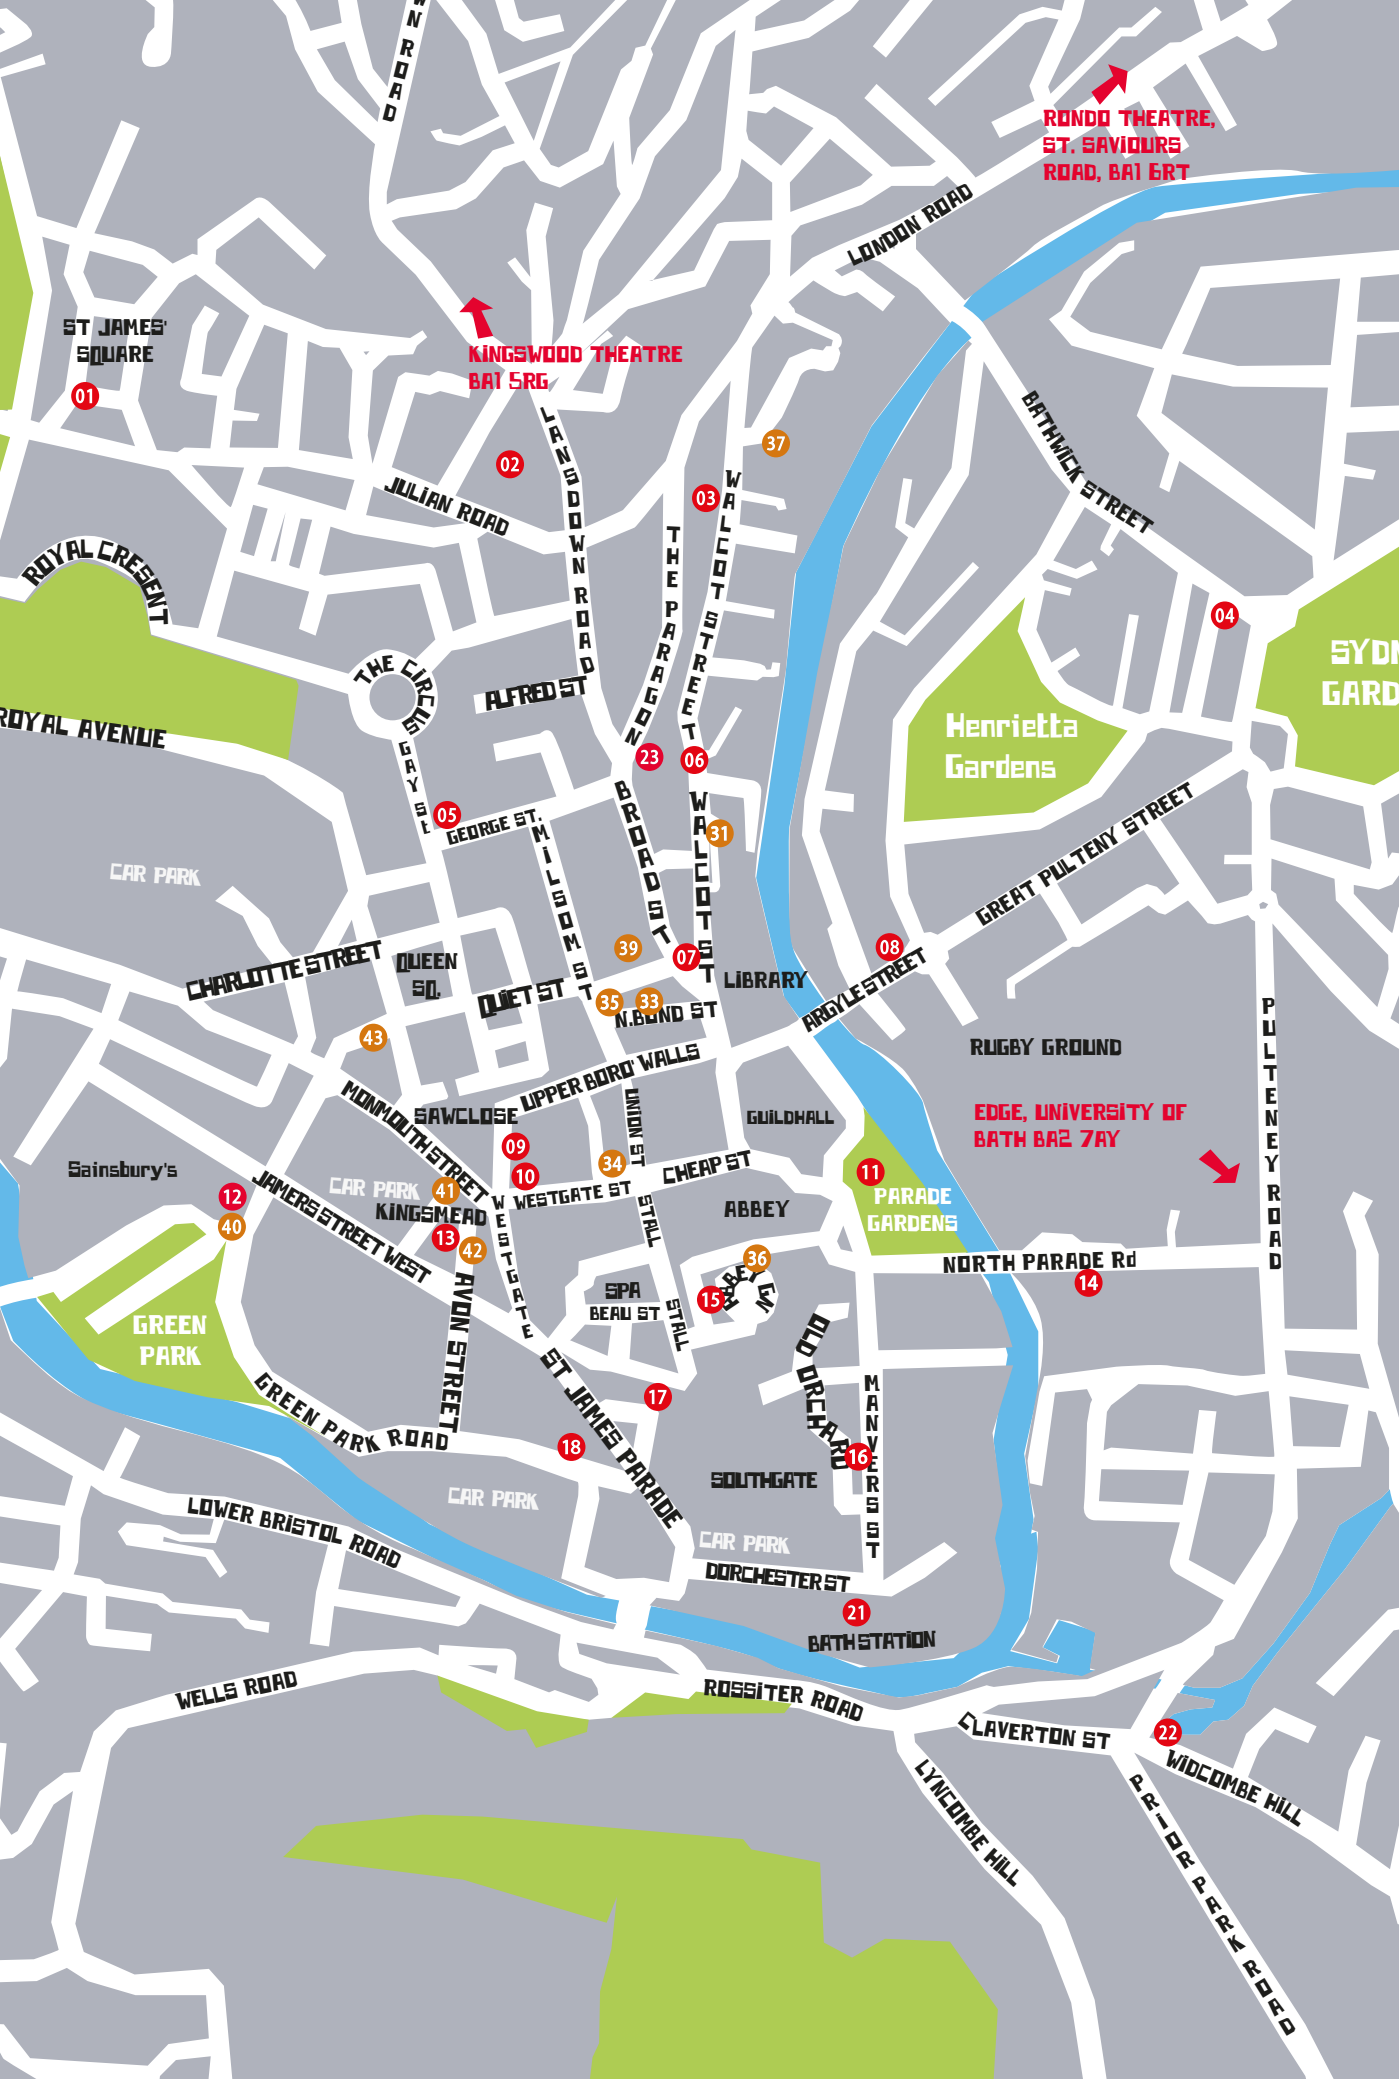 WN ROAD
RONDO THEATRE,
ST. SAVIOURS
ROAD, BA1 6RT
LONDON ROAD
ST JAMES'
SQUARE
KINGSWOOD THEATRE
BA1 5RG
01
02
37
03
LANSDOWN ROAD
JULIAN ROAD
WALCOT STREET
THE PARAGON
BATHWICK STREET
ROYAL CRESENT
04
SYDN
GARD
THE CIRCUS
ALFRED ST
Henrietta
Gardens
ROYAL AVENUE
GAY St
23
06
05
GEORGE ST.
MILSOM ST
BROAD ST
WALCOT ST
31
GREAT PULTENY STREET
CAR PARK
CHARLOTTE STREET
QUEEN
SQ.
39
07
08
LIBRARY
QUIET ST
35
33
N.BOND ST
ARGYLE STREET
PULTENEY ROAD
43
RUGBY GROUND
UPPER BORO' WALLS
MONMOUTH STREET
SAWCLOSE
UNION ST
GUILDHALL
EDGE, UNIVERSITY OF
BATH BA2 7AY
09
34
10
CHEAP ST
11
Sainsbury's
12
40
JAMERS STREET WEST
CAR PARK
41
KINGSMEAD
13
42
WESTGATE ST
WESTGATE
STALL
ABBEY
PARADE
GARDENS
36
ABBEY GN
15
NORTH PARADE Rd
14
SPA
BEAU ST
STALL
GREEN
PARK
AVON STREET
OLD ORCHARD
MANVERS ST
GREEN PARK ROAD
ST JAMES PARADE
17
18
16
SOUTHGATE
CAR PARK
CAR PARK
LOWER BRISTOL ROAD
DORCHESTER ST
21
BATH STATION
WELLS ROAD
ROSSITER ROAD
CLAVERTON ST
22
WIDCOMBE HILL
LYNCOMBE HILL
PRIOR PARK ROAD